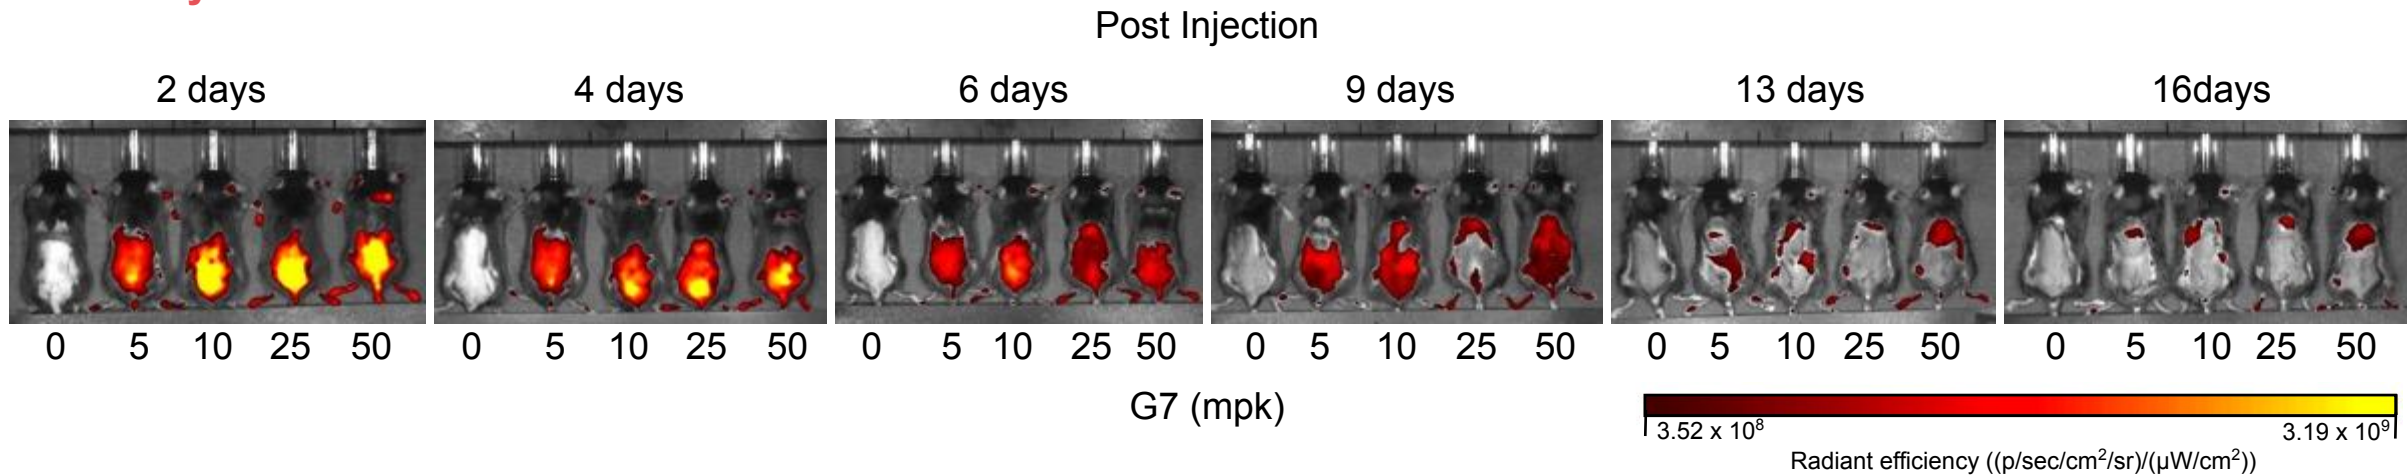 Post Injection
2 days 4 days 6 days 9 days 13 days 16days
0 5 10 25 50 0 5 10 25 50 0 5 10 25 50 0 5 10 25 50 0 5 10 25 50 0 5 10 25 50
G7 (mpk)
3.52 x 10⁸ 3.19 x 10⁹
Radiant efficiency ((p/sec/cm²/sr)/(µW/cm²))